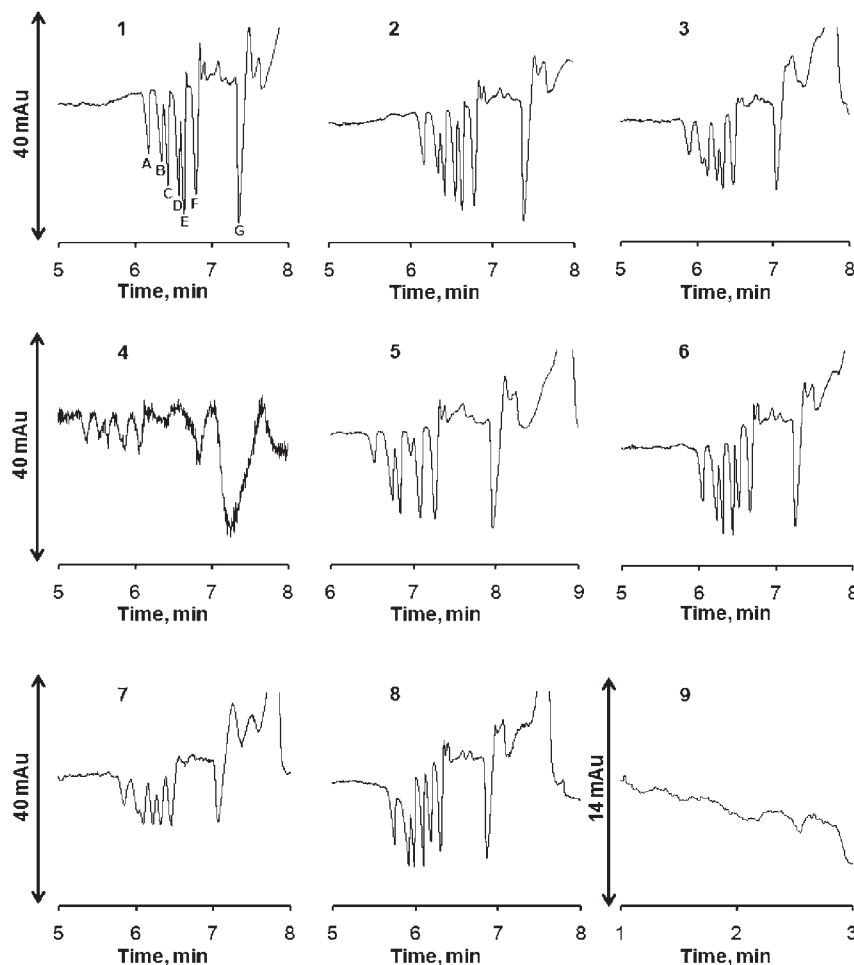 1 2 3
40 mAu
A B C D E F G
5 6 7 8 5 6 7 8 5 6 7 8
Time, min Time, min Time, min
4 5 6
40 mAu
5 6 7 8 6 7 8 9 5 6 7 8
Time, min Time, min Time, min
7 8 9
40 mAu 14 mAu
5 6 7 8 5 6 7 8 1 2 3
Time, min Time, min Time, min